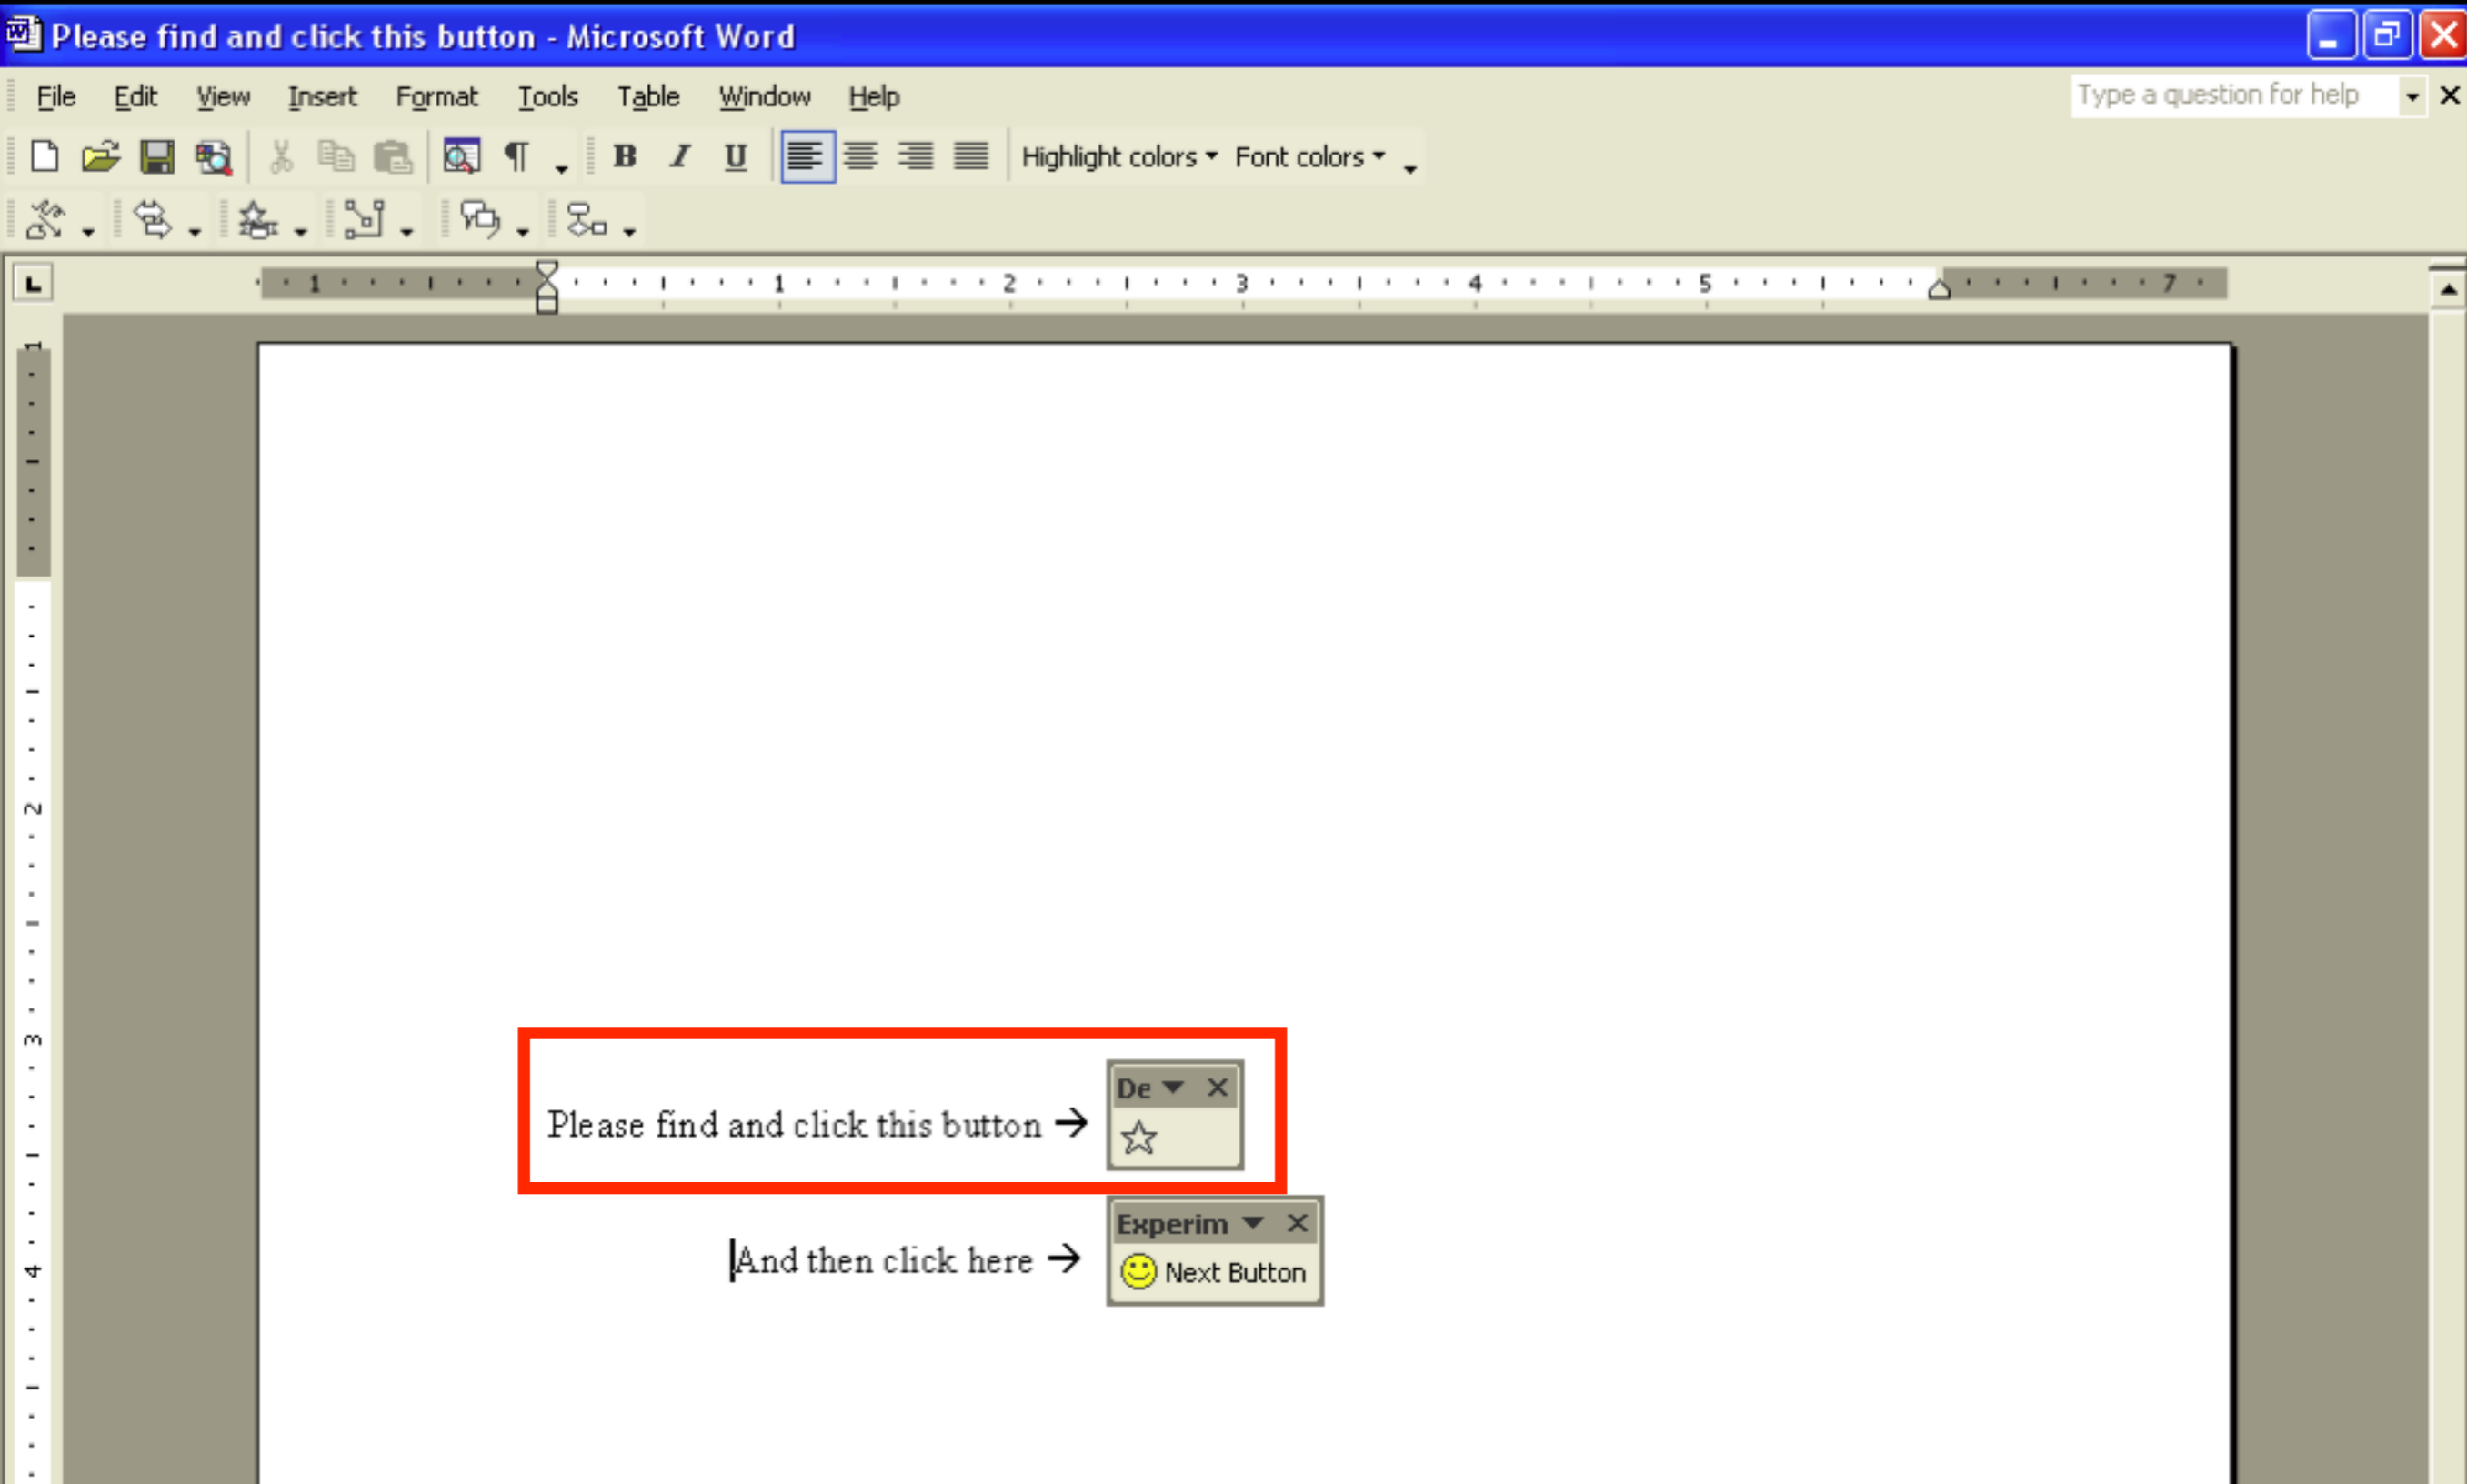 Please find and click this button - Microsoft Word
File Edit View Insert Format Tools Table Window Help Type a question for help
B I U Highlight colors Font colors
L 1 1 2 3 4 5 7
1
2
3
De
Please find and click this button →
Experim
And then click here → Next Button
4